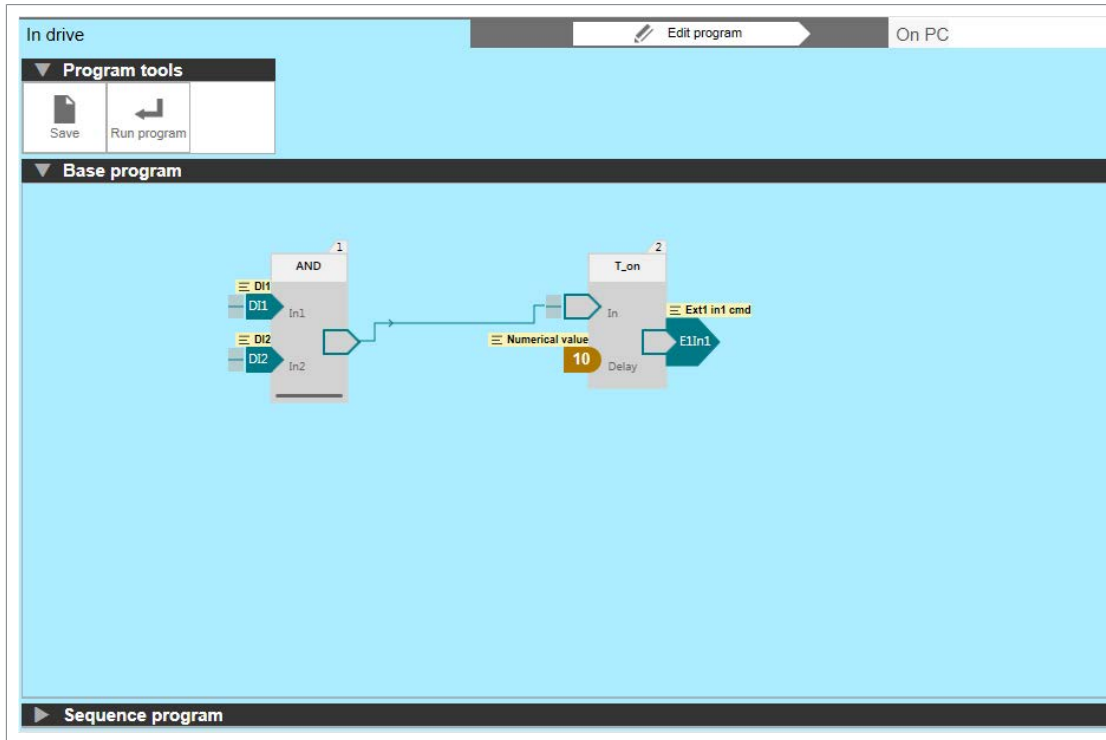 In drive
Edit program
On PC
Program tools
Save
Run program
Base program
1
AND
DI1
DI1
In1
DI2
DI2
In2
2
T_on
In
Ext1 in1 cmd
E1In1
Numerical value
10
Delay
Sequence program